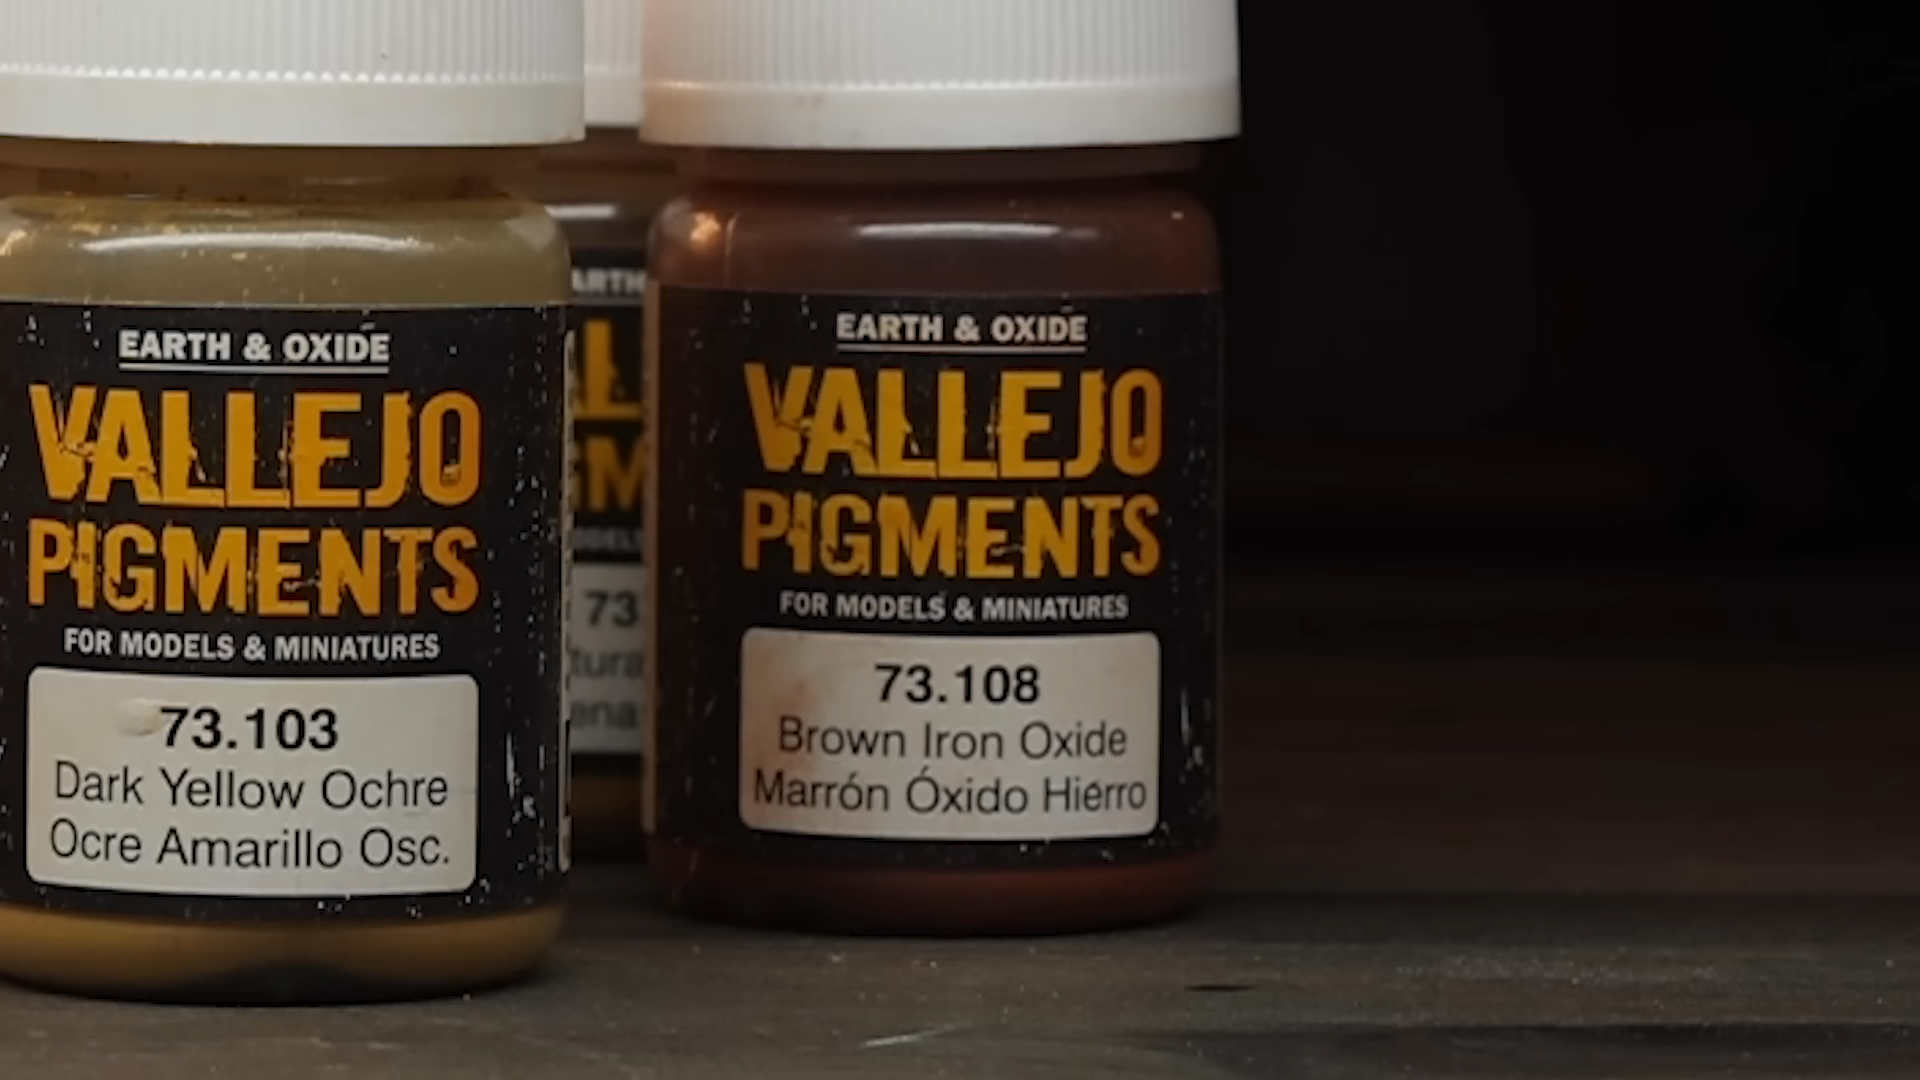 EARTH & OXIDE
VALLEJO
PIGMENTS
FOR MODELS & MINIATURES
73.103
Dark Yellow Ochre
Ocre Amarillo Osc.
73
EARTH & OXIDE
VALLEJO
PIGMENTS
FOR MODELS & MINIATURES
73.108
Brown Iron Oxide
Marrón Óxido Hierro